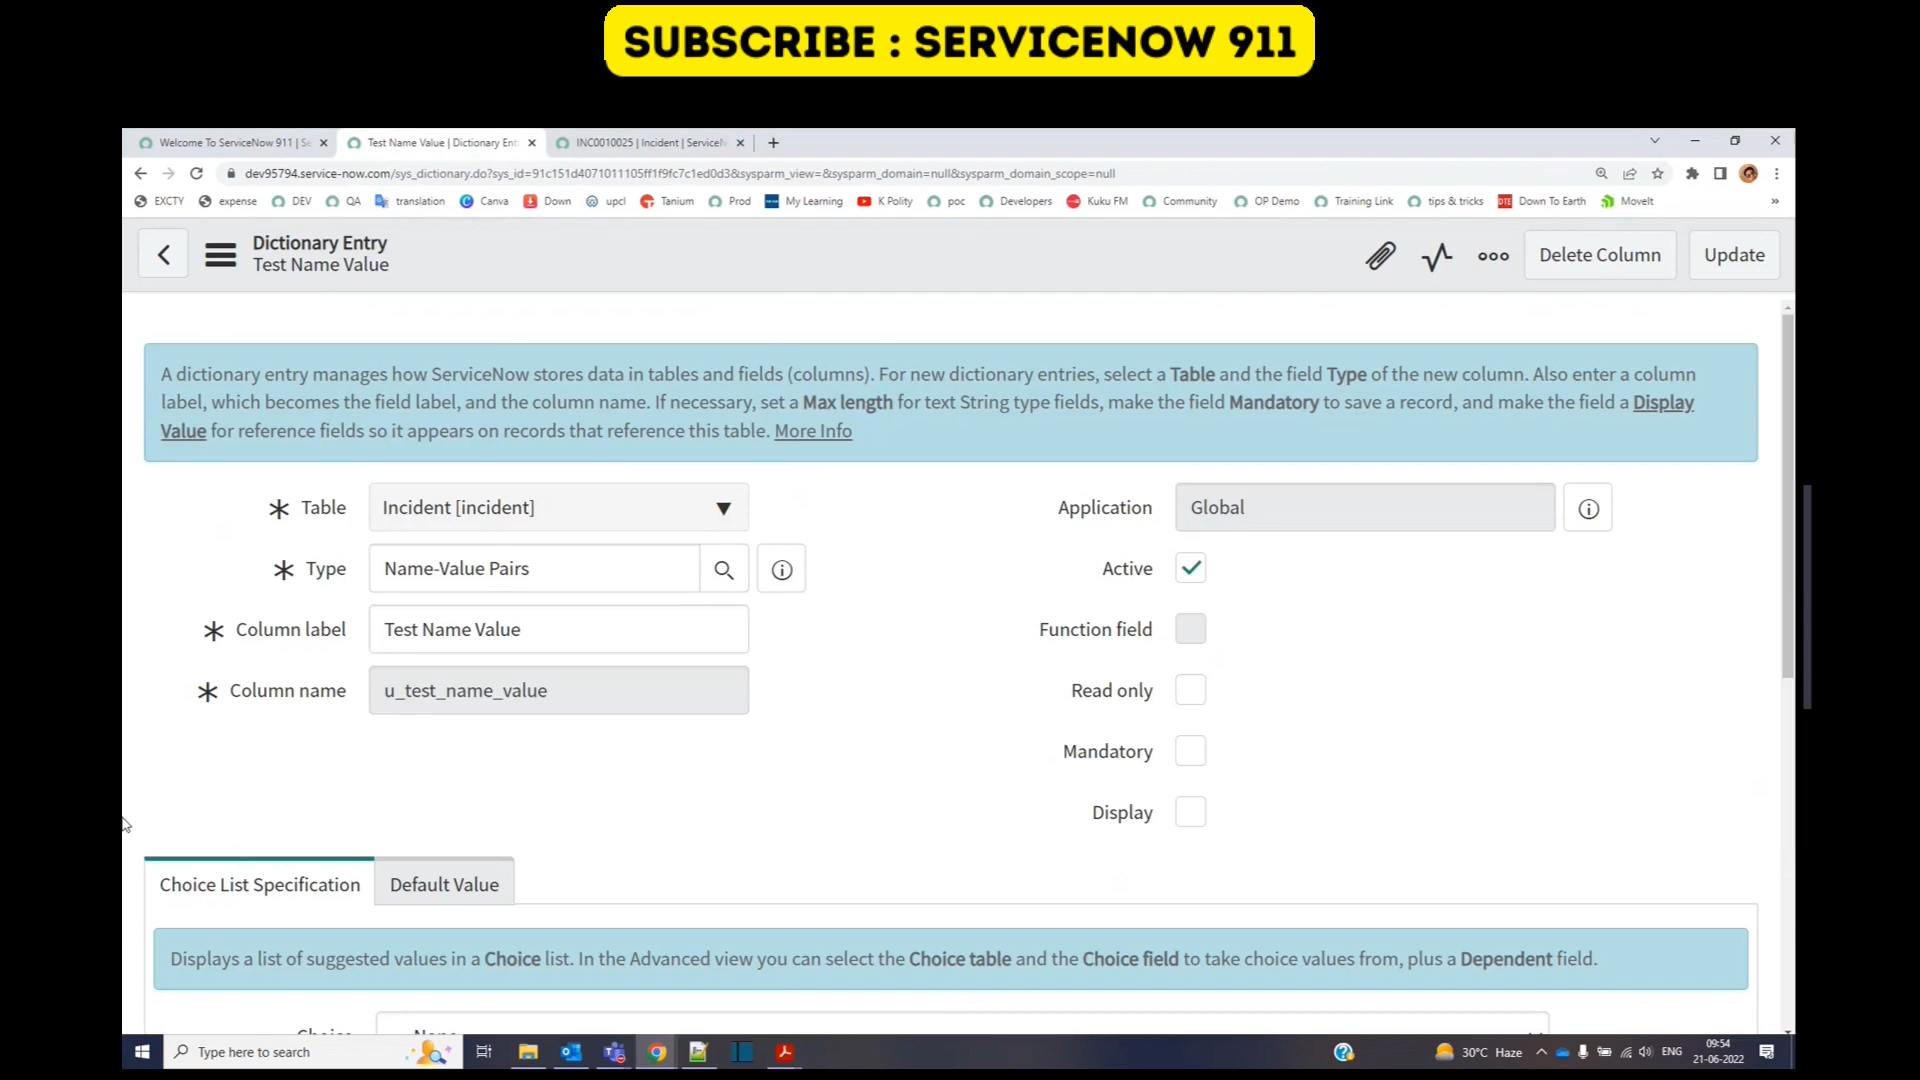 SUBSCRIBE : SERVICENOW 911
Welcome To ServiceNow 911 | Se
Test Name Value | Dictionary Ent
INC0010025 | Incident | ServiceN
dev95794.service-now.com/sys_dictionary.do?sys_id=91c151d4071011105ff1f9fc7c1ed0d3&sysparm_view=&sysparm_domain=null&sysparm_domain_scope=null
EXCTY expense DEV QA translation Canva Down upcl Tanium Prod My Learning K Polity poc Developers Kuku FM Community OP Demo Training Link tips & tricks DTE Down To Earth MoveIt »
Dictionary Entry
Test Name Value
Delete Column
Update
A dictionary entry manages how ServiceNow stores data in tables and fields (columns). For new dictionary entries, select a Table and the field Type of the new column. Also enter a column
label, which becomes the field label, and the column name. If necessary, set a Max length for text String type fields, make the field Mandatory to save a record, and make the field a Display
Value for reference fields so it appears on records that reference this table. More Info
Table Incident [incident]
Type Name-Value Pairs
Column label Test Name Value
Column name u_test_name_value
Application Global
Active
Function field
Read only
Mandatory
Display
Choice List Specification
Default Value
Displays a list of suggested values in a Choice list. In the Advanced view you can select the Choice table and the Choice field to take choice values from, plus a Dependent field.
Choice -- None --
Type here to search
30°C Haze
ENG
09:54
21-06-2022